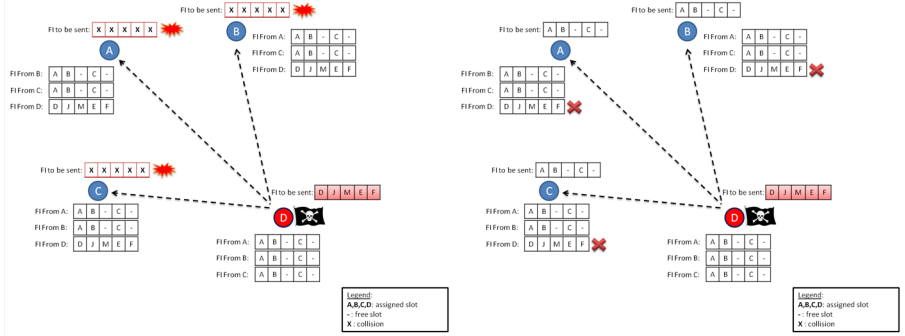 FI to be sent: X X X X X
A
FI From B: A B - C -
FI From C: A B - C -
FI From D: D J M E F
FI to be sent: X X X X X
B
FI From A: A B - C -
FI From C: A B - C -
FI From D: D J M E F
FI to be sent: X X X X X
C
FI From A: A B - C -
FI From B: A B - C -
FI From D: D J M E F
FI to be sent: D J M E F
D
FI From A: A B - C -
FI From B: A B - C -
FI From C: A B - C -
Legend:
A,B,C,D: assigned slot
- : free slot
X : collision
FI to be sent: A B - C -
A
FI From B: A B - C -
FI From C: A B - C -
FI From D: D J M E F
FI to be sent: A B - C -
B
FI From A: A B - C -
FI From C: A B - C -
FI From D: D J M E F
FI to be sent: A B - C -
C
FI From A: A B - C -
FI From B: A B - C -
FI From D: D J M E F
FI to be sent: D J M E F
D
FI From A: A B - C -
FI From B: A B - C -
FI From C: A B - C -
Legend:
A,B,C,D: assigned slot
- : free slot
X : collision